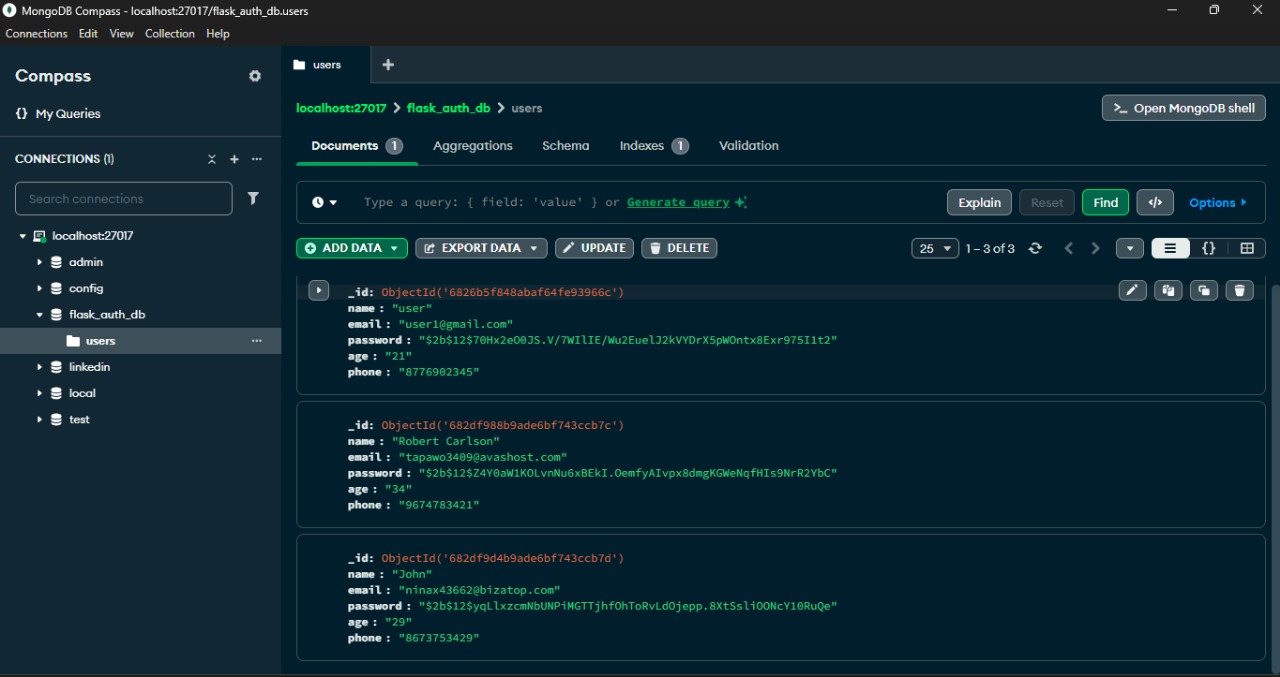 MongoDB Compass - localhost:27017/flask_auth_db.users
Connections Edit View Collection Help
Compass
{} My Queries
CONNECTIONS (1)
Search connections
localhost:27017
admin
config
flask_auth_db
users
linkedin
local
test
users
localhost:27017 > flask_auth_db > users
>_ Open MongoDB shell
Documents 1 Aggregations Schema Indexes 1 Validation
Type a query: { field: 'value' } or Generate query
Explain Reset Find </> Options
ADD DATA EXPORT DATA UPDATE DELETE
25 1 – 3 of 3 {}
_id: ObjectId('6826b5f848abaf64fe93966c')
name : "user"
email : "user1@gmail.com"
password : "$2b$12$70Hx2eO0JS.V/7WIlIE/Wu2EuelJ2kVYDrX5pWOntx8Exr975I1t2"
age : "21"
phone : "8776902345"
_id: ObjectId('682df988b9ade6bf743ccb7c')
name : "Robert Carlson"
email : "tapawo3409@avashost.com"
password : "$2b$12$Z4Y0aW1KOLvnNu6xBEkI.OemfyAIvpx8dmgKGWeNqfHIs9NrR2YbC"
age : "34"
phone : "9674783421"
_id: ObjectId('682df9d4b9ade6bf743ccb7d')
name : "John"
email : "ninax43662@bizatop.com"
password : "$2b$12$yqLlxzcmNbUNPiMGTTjhfOhToRvLdOjepp.8XtSsliOONcY10RuQe"
age : "29"
phone : "8673753429"